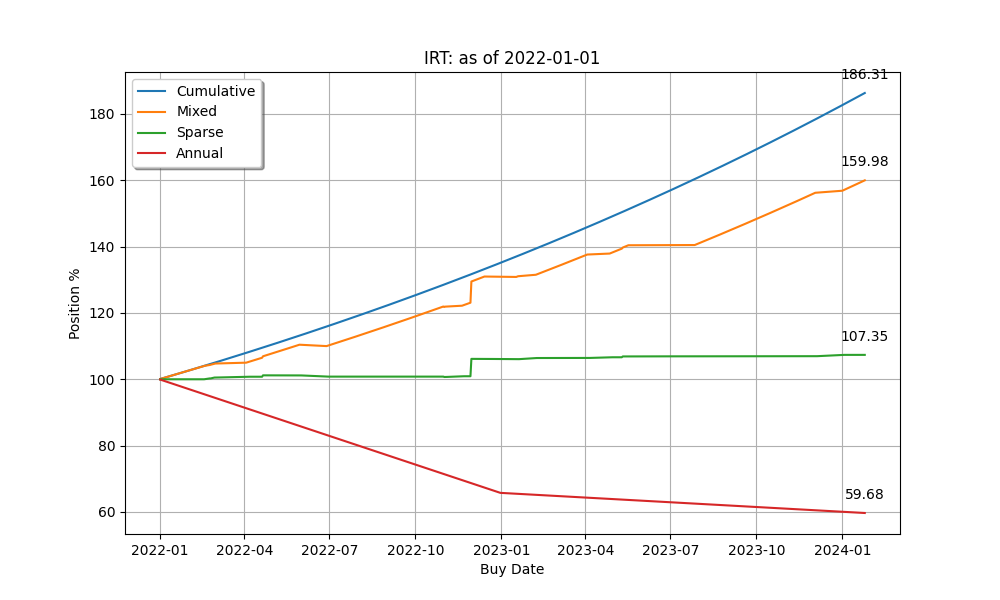 IRT: as of 2022-01-01
Cumulative
Mixed
Sparse
Annual
186.31
159.98
107.35
59.68
180
160
140
120
100
80
60
Position %
2022-01 2022-04 2022-07 2022-10 2023-01 2023-04 2023-07 2023-10 2024-01
Buy Date